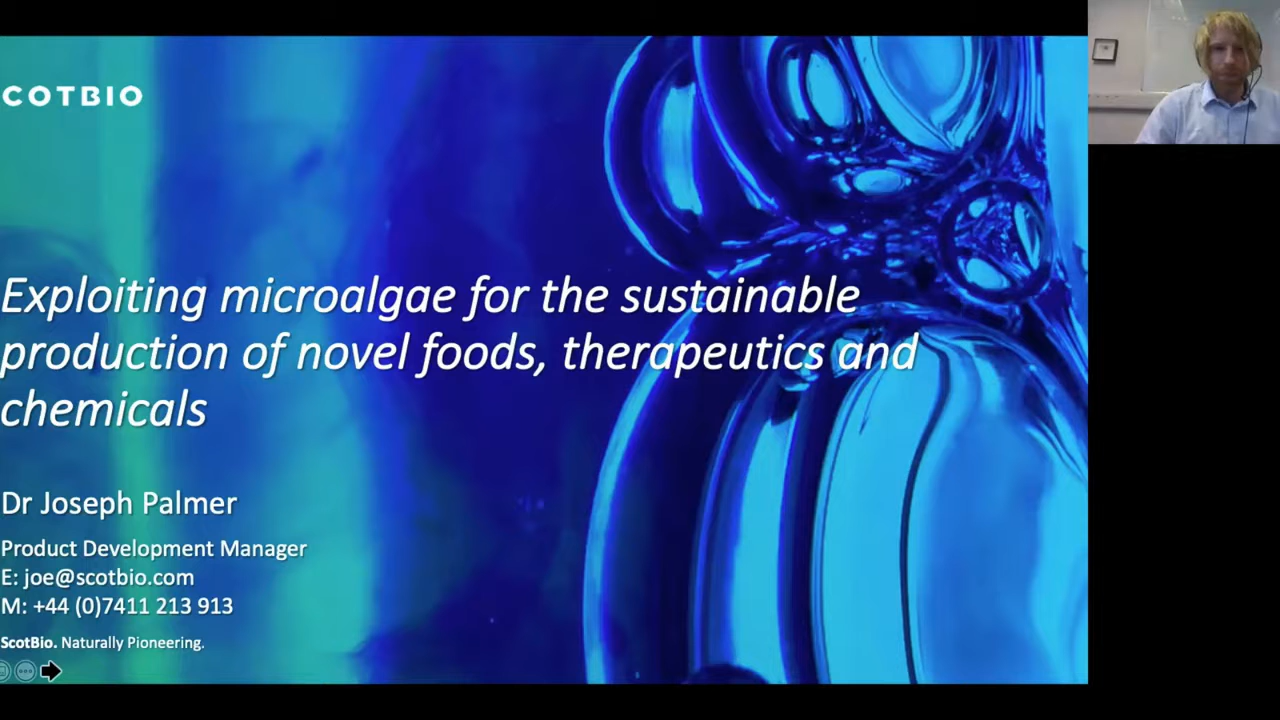 COTBIO
Exploiting microalgae for the sustainable
production of novel foods, therapeutics and
chemicals
Dr Joseph Palmer
Product Development Manager
E: joe@scotbio.com
M: +44 (0)7411 213 913
ScotBio. Naturally Pioneering.